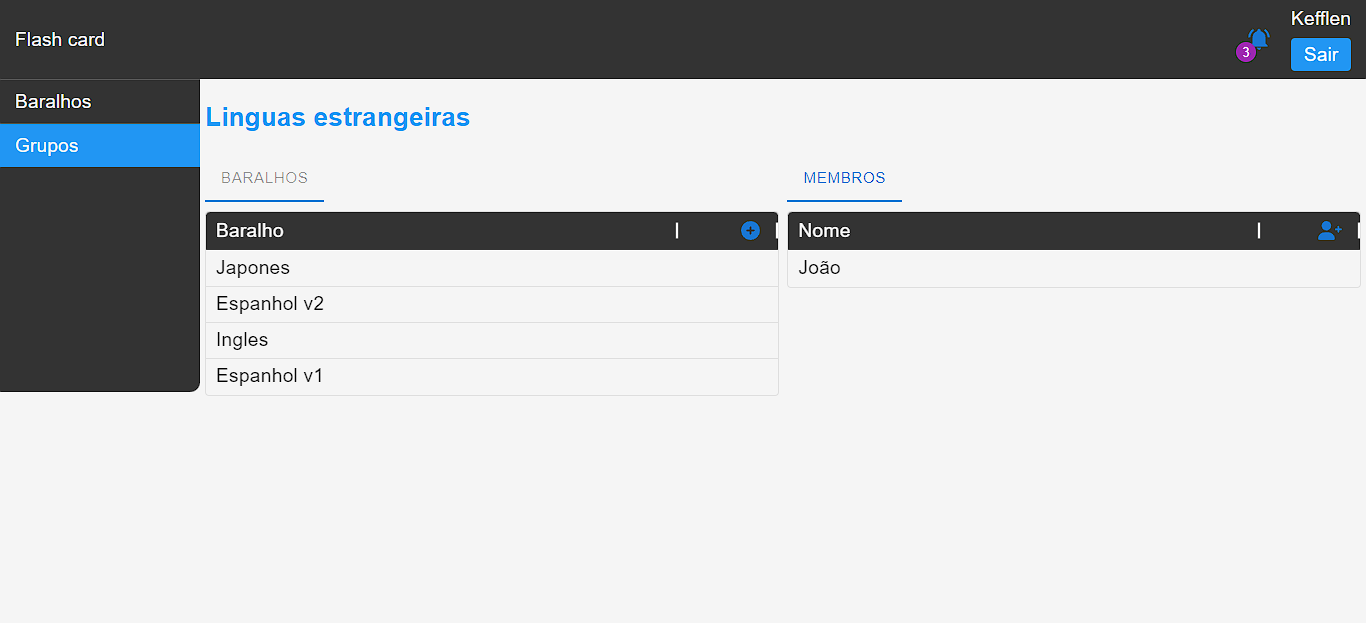 Flash card
3
Kefflen
Sair
Baralhos
Grupos
Linguas estrangeiras
BARALHOS
Baralho
Japones
Espanhol v2
Ingles
Espanhol v1
MEMBROS
Nome
João